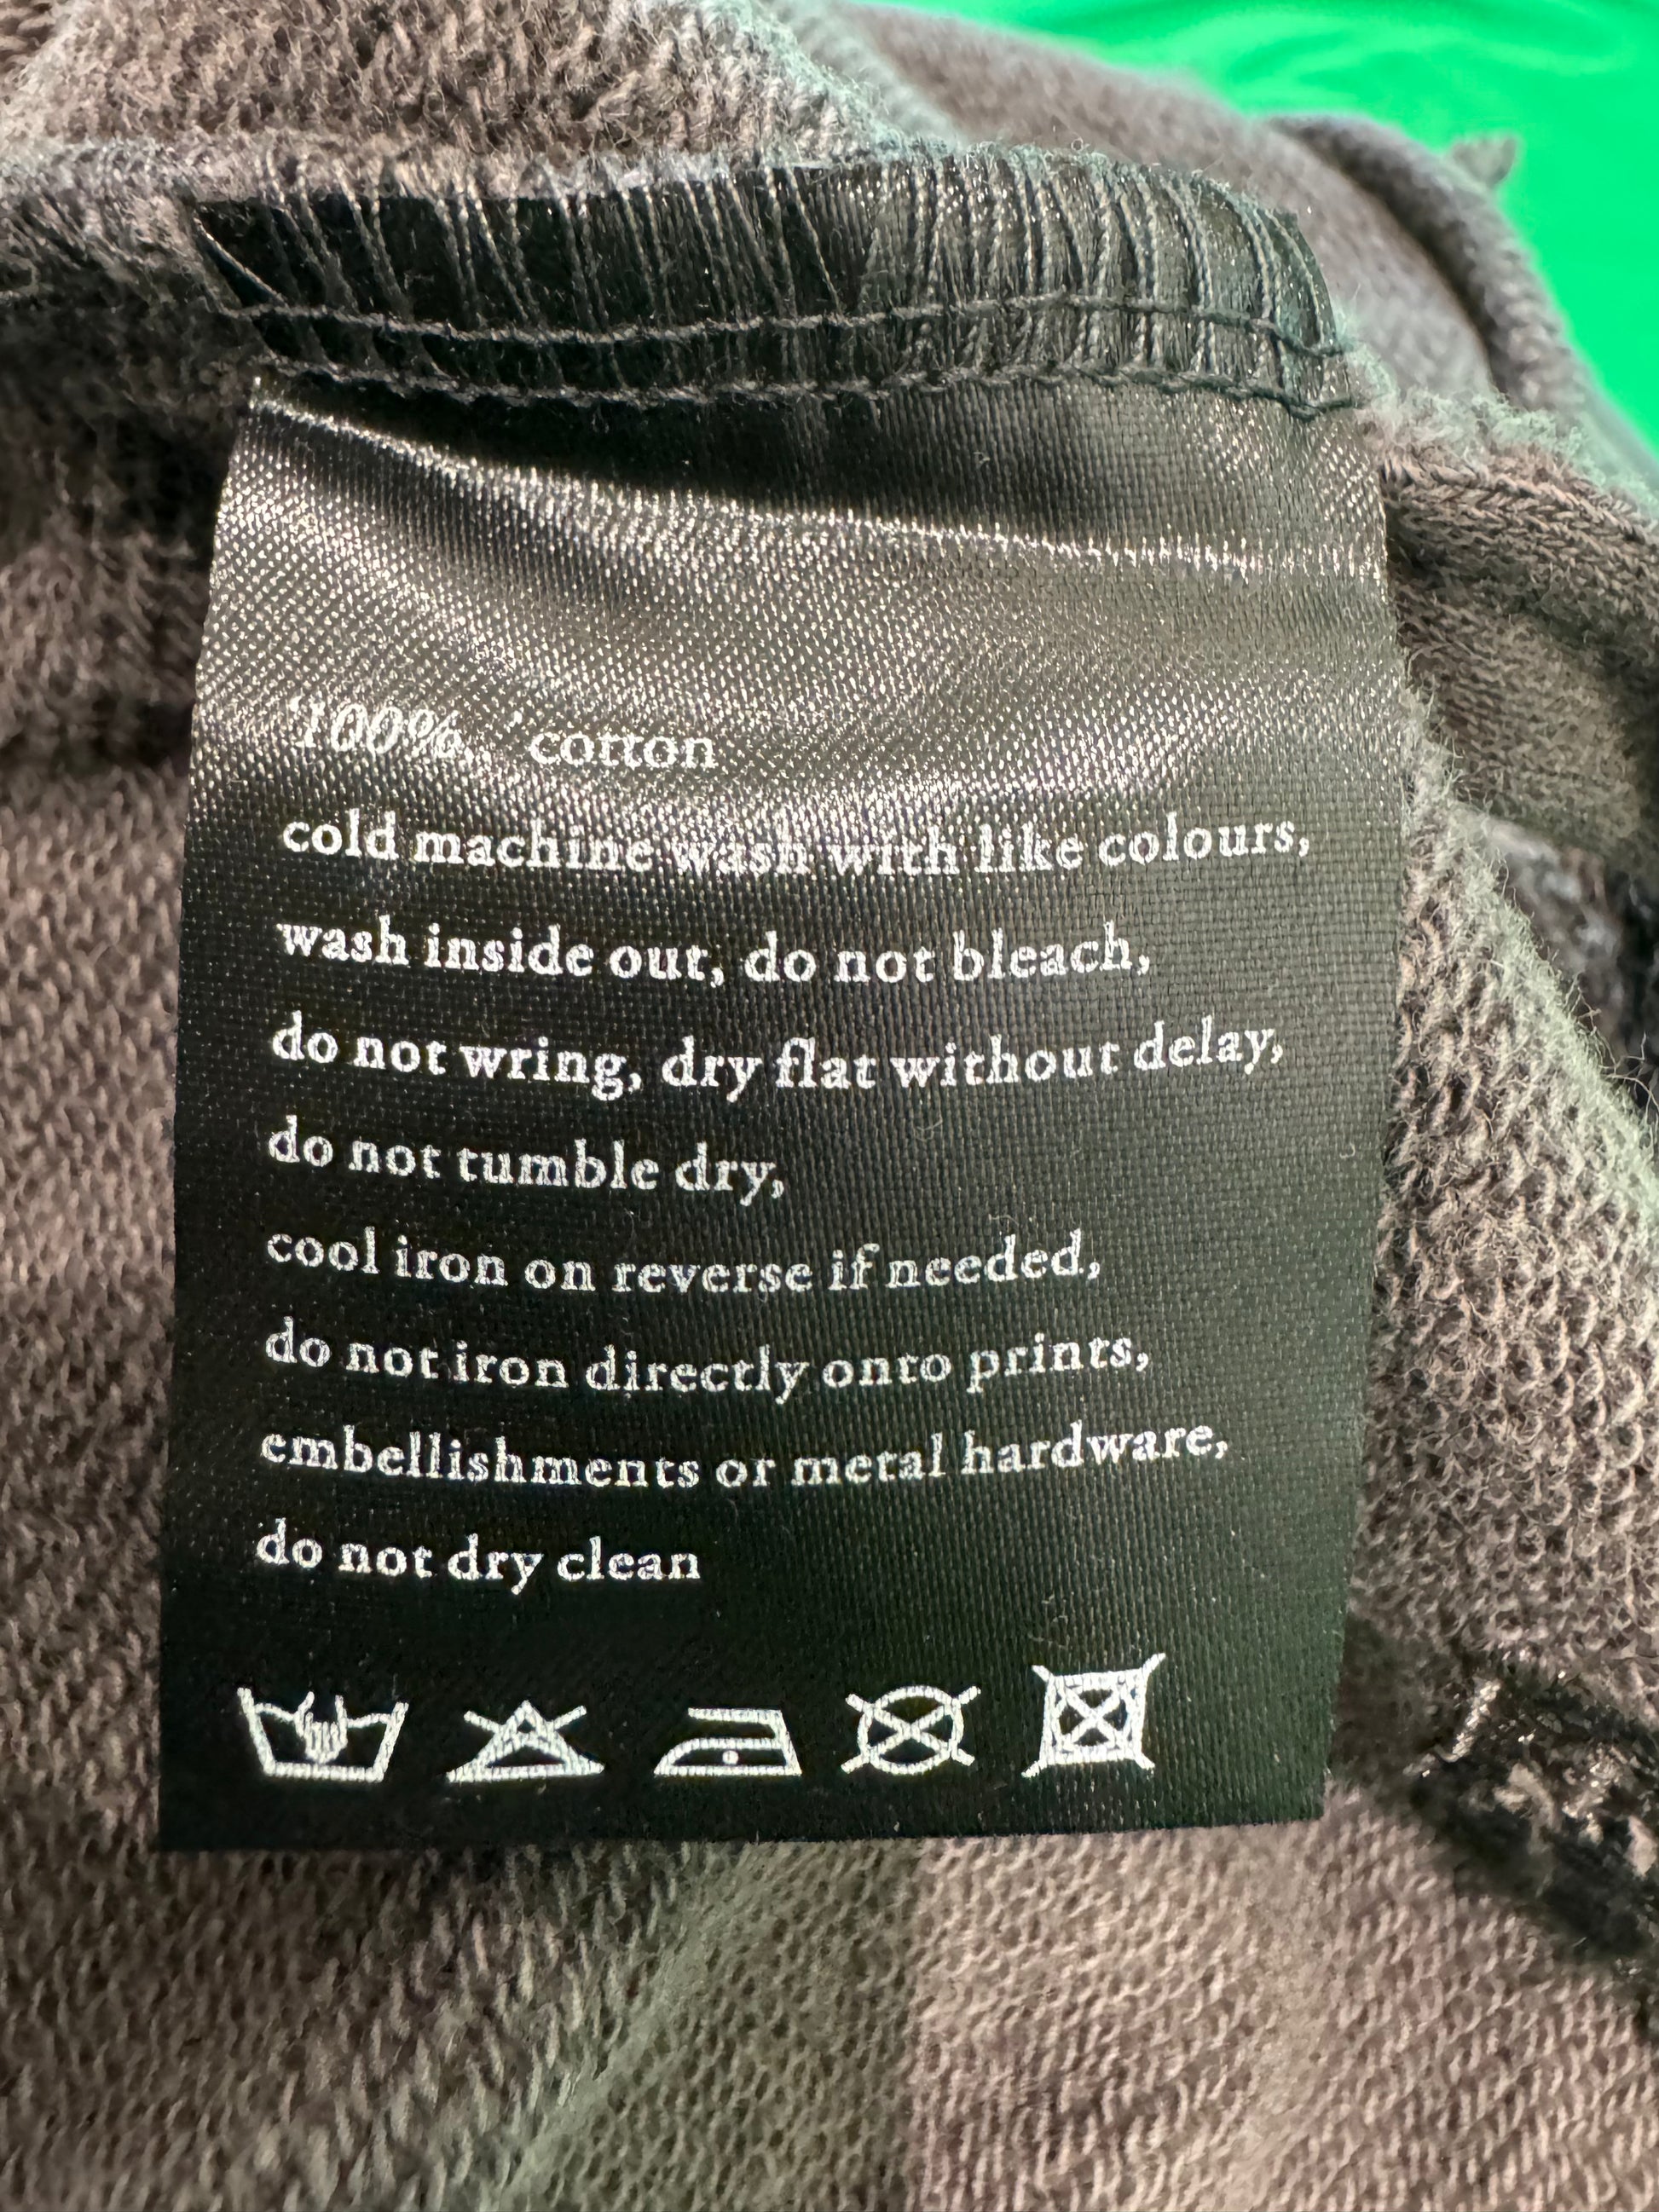 100% cotton
cold machine wash with like colours,
wash inside out, do not bleach,
do not wring, dry flat without delay,
do not tumble dry,
cool iron on reverse if needed,
do not iron directly onto prints,
embellishments or metal hardware,
do not dry clean